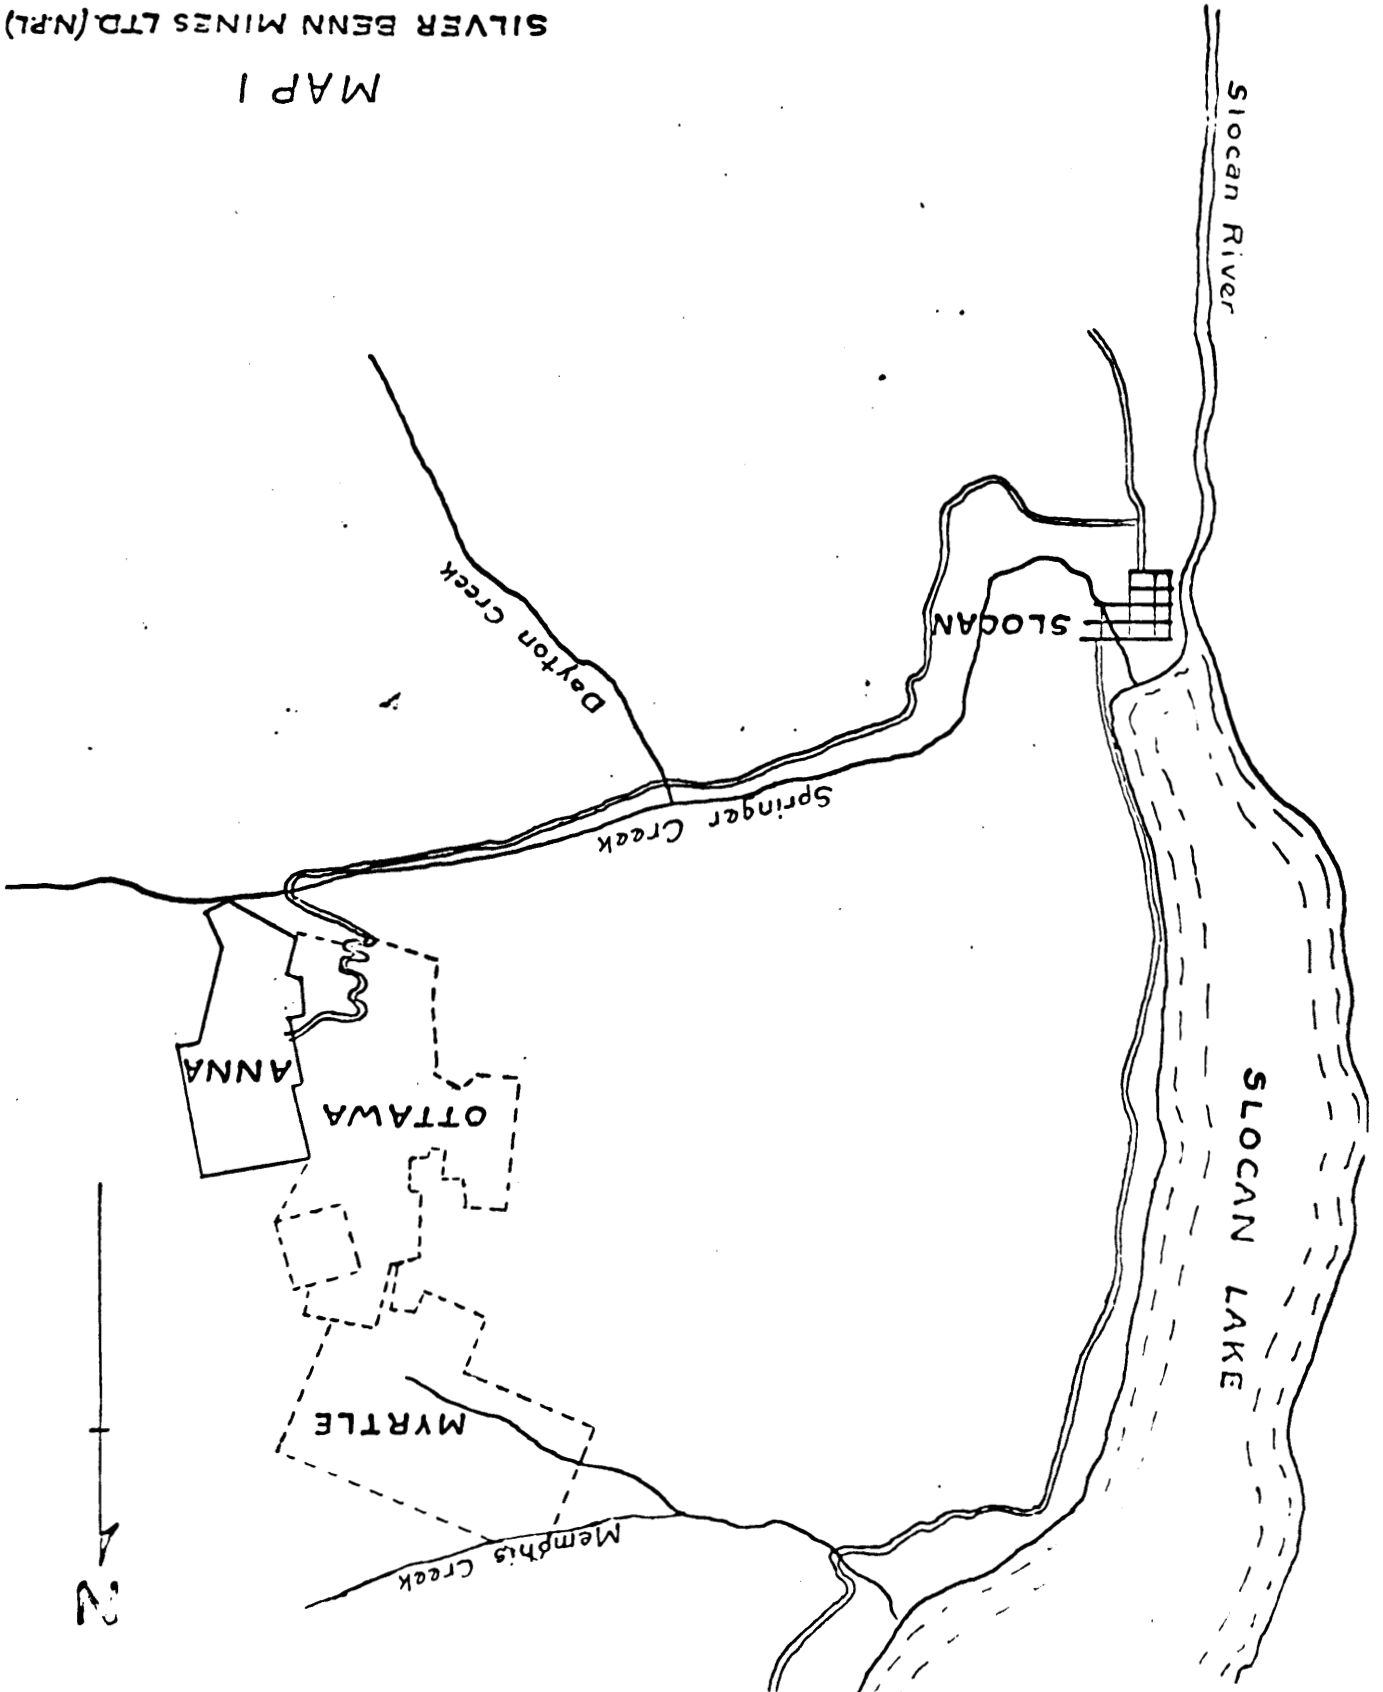 N
Memphis Creek
MYRTLE
SLOCAN LAKE
OTTAWA
ANNA
Springer Creek
Dayton Creek
SLOCAN
Slocan River
MAP 1
SILVER BENN MINES LTD. (N.P.L)